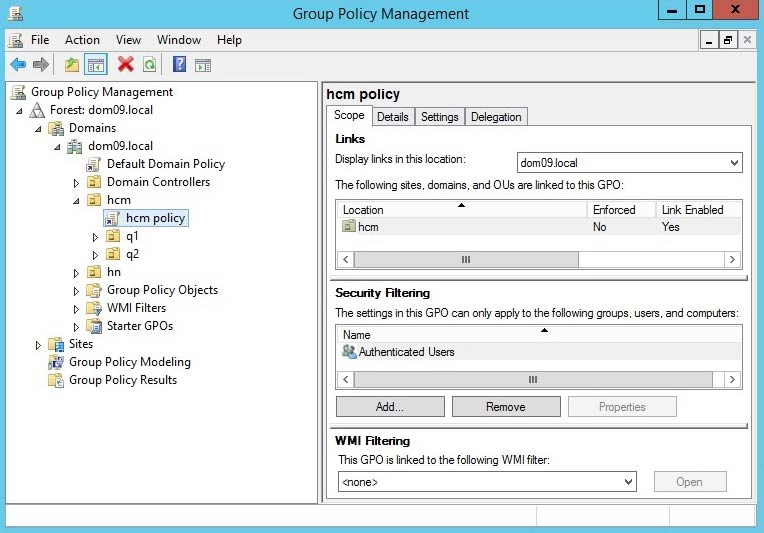 Group Policy Management
File Action View Window Help
Group Policy Management
Forest: dom09.local
Domains
dom09.local
Default Domain Policy
Domain Controllers
hcm
hcm policy
q1
q2
hn
Group Policy Objects
WMI Filters
Starter GPOs
Sites
Group Policy Modeling
Group Policy Results
hcm policy
Scope Details Settings Delegation
Links
Display links in this location: dom09.local
The following sites, domains, and OUs are linked to this GPO:
Location Enforced Link Enabled
hcm No Yes
Security Filtering
The settings in this GPO can only apply to the following groups, users, and computers:
Name
Authenticated Users
Add... Remove Properties
WMI Filtering
This GPO is linked to the following WMI filter:
<none> Open